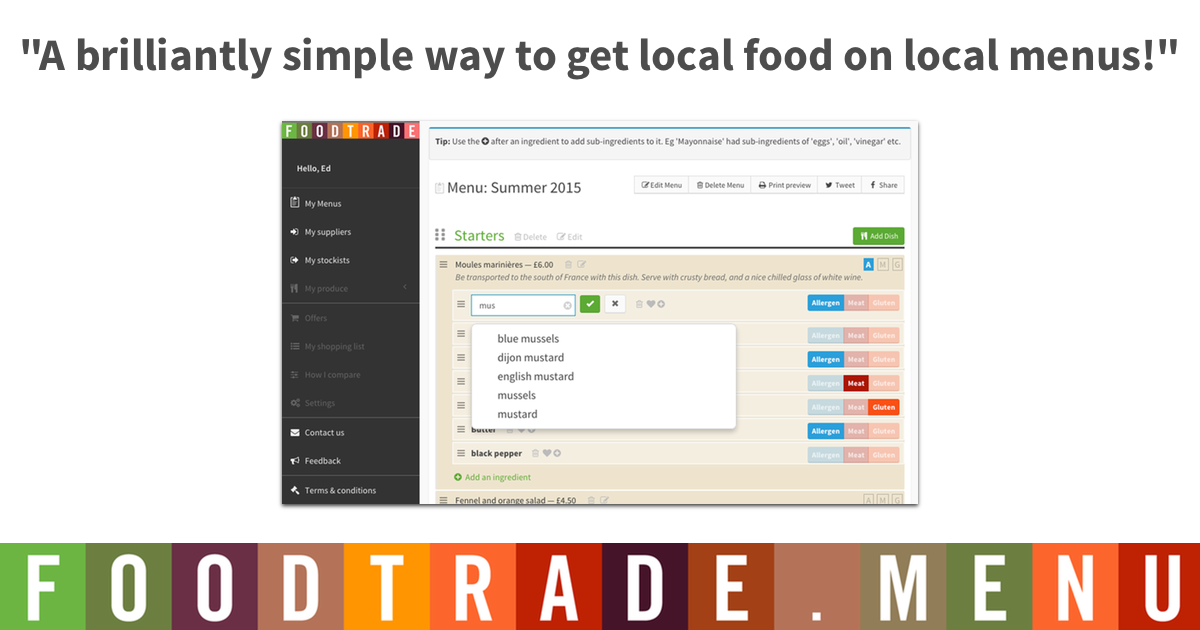 "A brilliantly simple way to get local food on local menus!"
FOODTRADE
Hello, Ed
My Menus
My suppliers
My stockists
My produce
Offers
My shopping list
How I compare
Settings
Contact us
Feedback
Terms & conditions
Tip: Use the after an ingredient to add sub-ingredients to it. Eg 'Mayonnaise' had sub-ingredients of 'eggs', 'oil', 'vinegar' etc.
Menu: Summer 2015
Edit Menu Delete Menu Print preview Tweet Share
Starters Delete Edit Add Dish
Moules marinières — £6.00 A M G
Be transported to the south of France with this dish. Serve with crusty bread, and a nice chilled glass of white wine.
mus Allergen Meat Gluten
blue mussels Allergen Meat Gluten
dijon mustard Allergen Meat Gluten
english mustard Allergen Meat Gluten
mussels Allergen Meat Gluten
mustard
butter Allergen Meat Gluten
black pepper Allergen Meat Gluten
Add an ingredient
Fennel and orange salad — £4.50 A M G
FOODTRADE.MENU